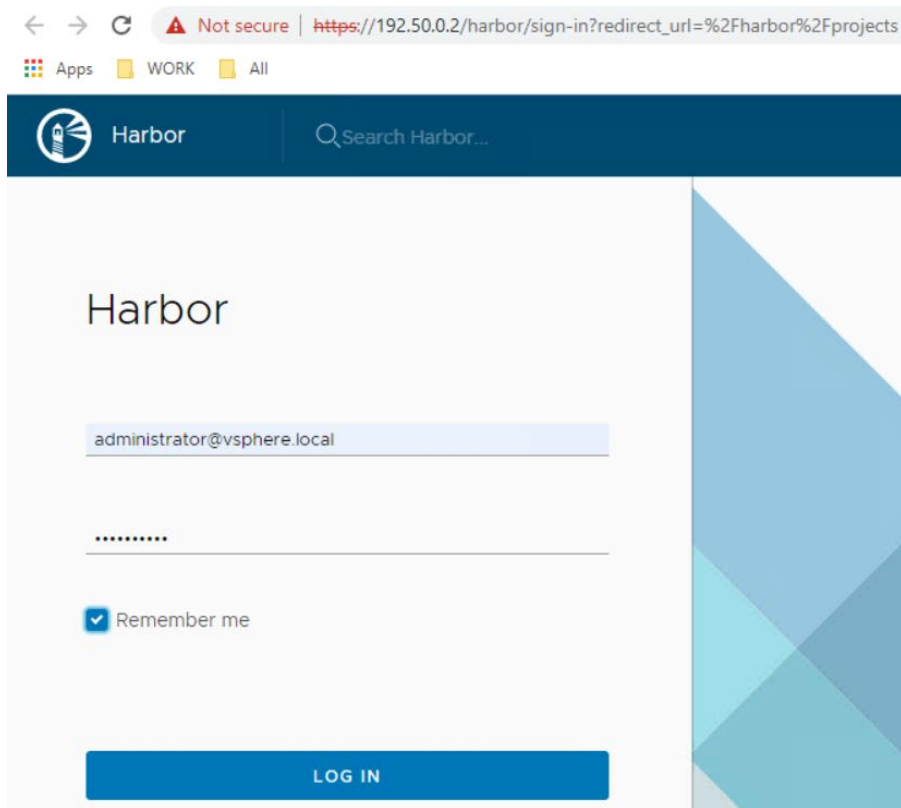 Not secure | https://192.50.0.2/harbor/sign-in?redirect_url=%2Fharbor%2Fprojects
Apps WORK All
Harbor Search Harbor...
Harbor
administrator@vsphere.local
••••••••••
Remember me
LOG IN